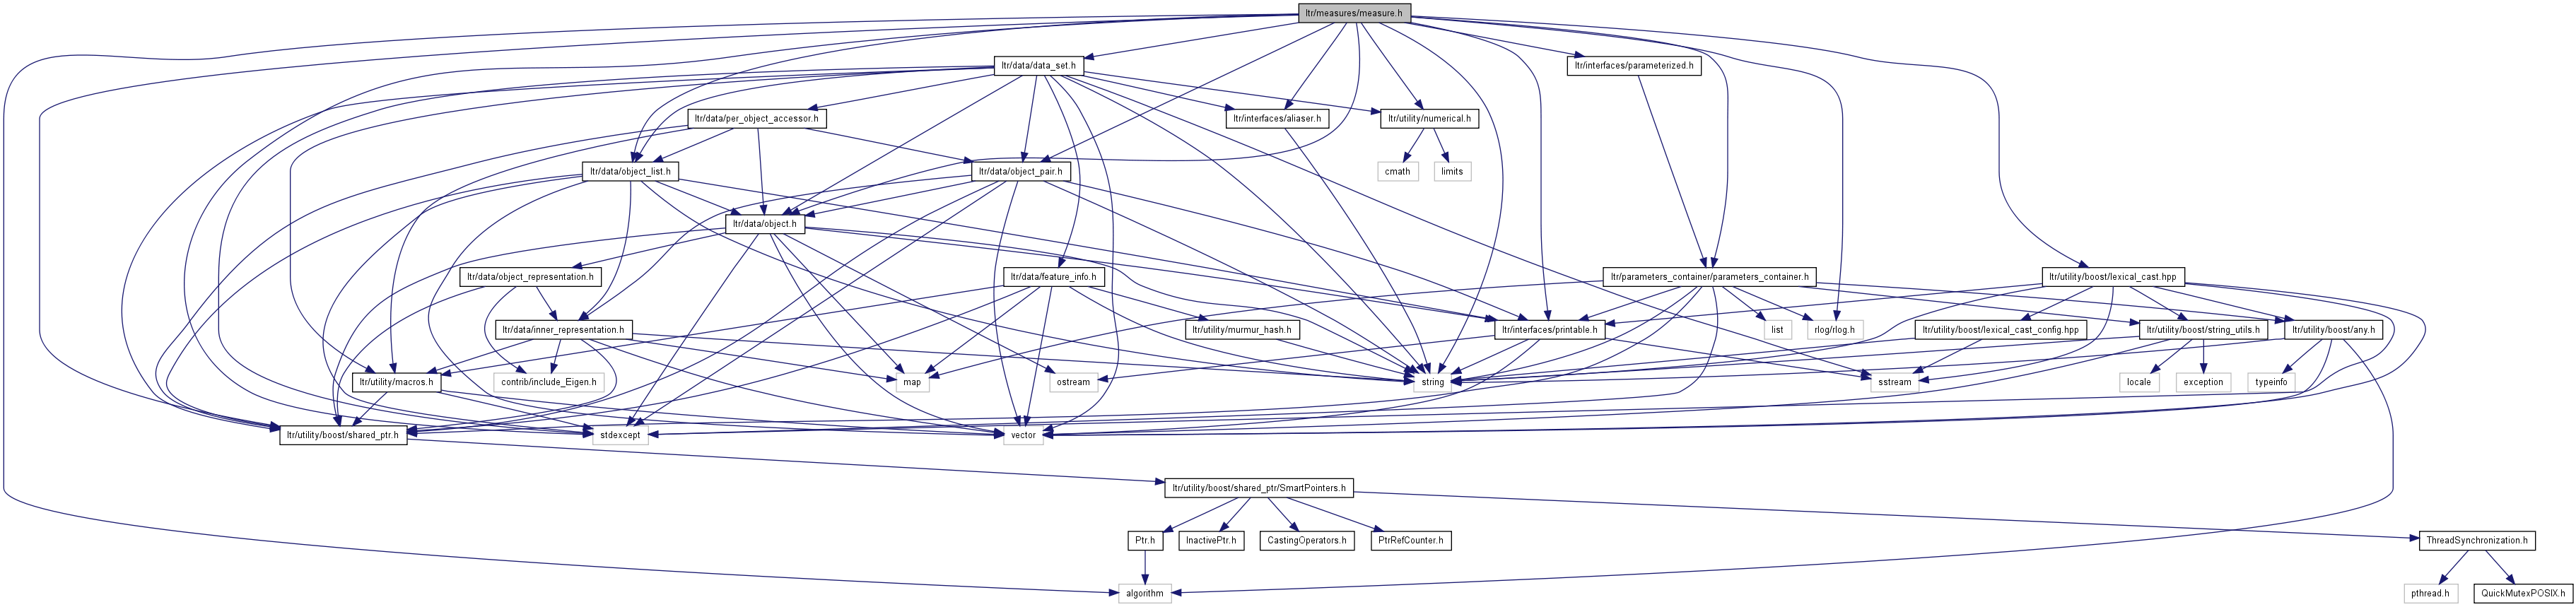 ltr/measures/measure.h
ltr/data/data_set.h
ltr/interfaces/parameterized.h
ltr/data/per_object_accessor.h
ltr/interfaces/aliaser.h
ltr/utility/numerical.h
ltr/data/object_list.h
ltr/data/object_pair.h
cmath
limits
ltr/data/object.h
ltr/data/object_representation.h
ltr/data/feature_info.h
ltr/parameters_container/parameters_container.h
ltr/utility/boost/lexical_cast.hpp
ltr/data/inner_representation.h
ltr/utility/murmur_hash.h
ltr/interfaces/printable.h
list
rlog/rlog.h
ltr/utility/boost/lexical_cast_config.hpp
ltr/utility/boost/string_utils.h
ltr/utility/boost/any.h
ltr/utility/macros.h
contrib/include_Eigen.h
map
ostream
string
sstream
locale
exception
typeinfo
ltr/utility/boost/shared_ptr.h
stdexcept
vector
ltr/utility/boost/shared_ptr/SmartPointers.h
Ptr.h
InactivePtr.h
CastingOperators.h
PtrRefCounter.h
ThreadSynchronization.h
algorithm
pthread.h
QuickMutexPOSIX.h